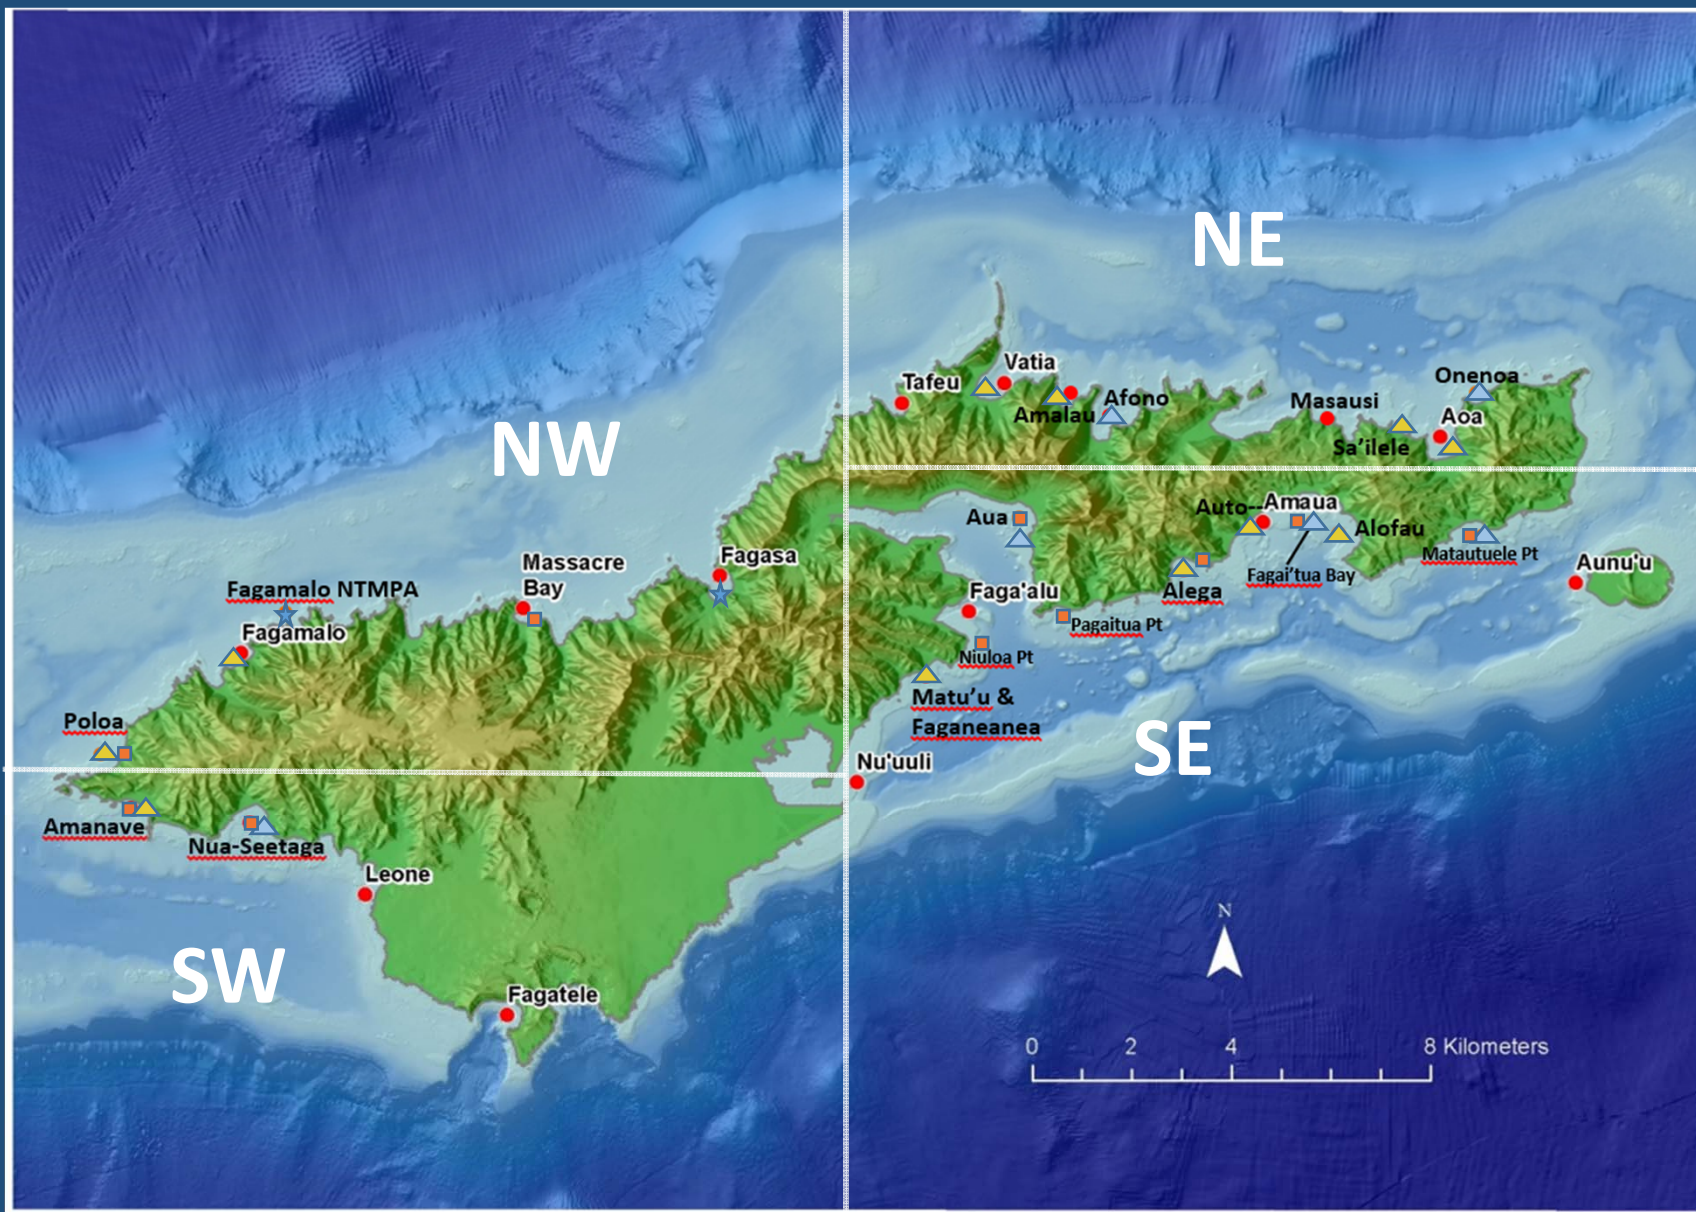 NE
Vatia
Tafeu
Onenoa
Afono
Masausi
Amalau
Aoa
NW
Sa'ilele
Auto--
Amaua
Aua
Alofau
Fagasa
Matautuele Pt
Massacre
Bay
Aunu'u
Fagai'tua Bay
Fagamalo NTMPA
Faga'alu
Alega
Fagamalo
Pagaitua Pt
Niuloa Pt
Matu'u &
Faganeanea
Poloa
SE
Nu'uuli
Amanave
Nua-Seetaga
Leone
N
SW
Fagatele
0 2 4 8 Kilometers